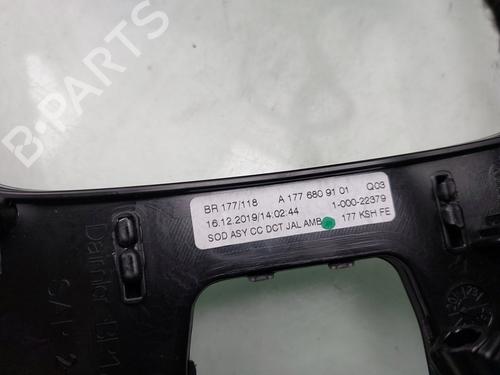 B-PARTS
BR 177/118 A 177 680 91 01 Q03
16.12.2019/14:02:44 1-000-22379
SOD ASY CC DCT JAL AMB 177 KSH FE
Daimler